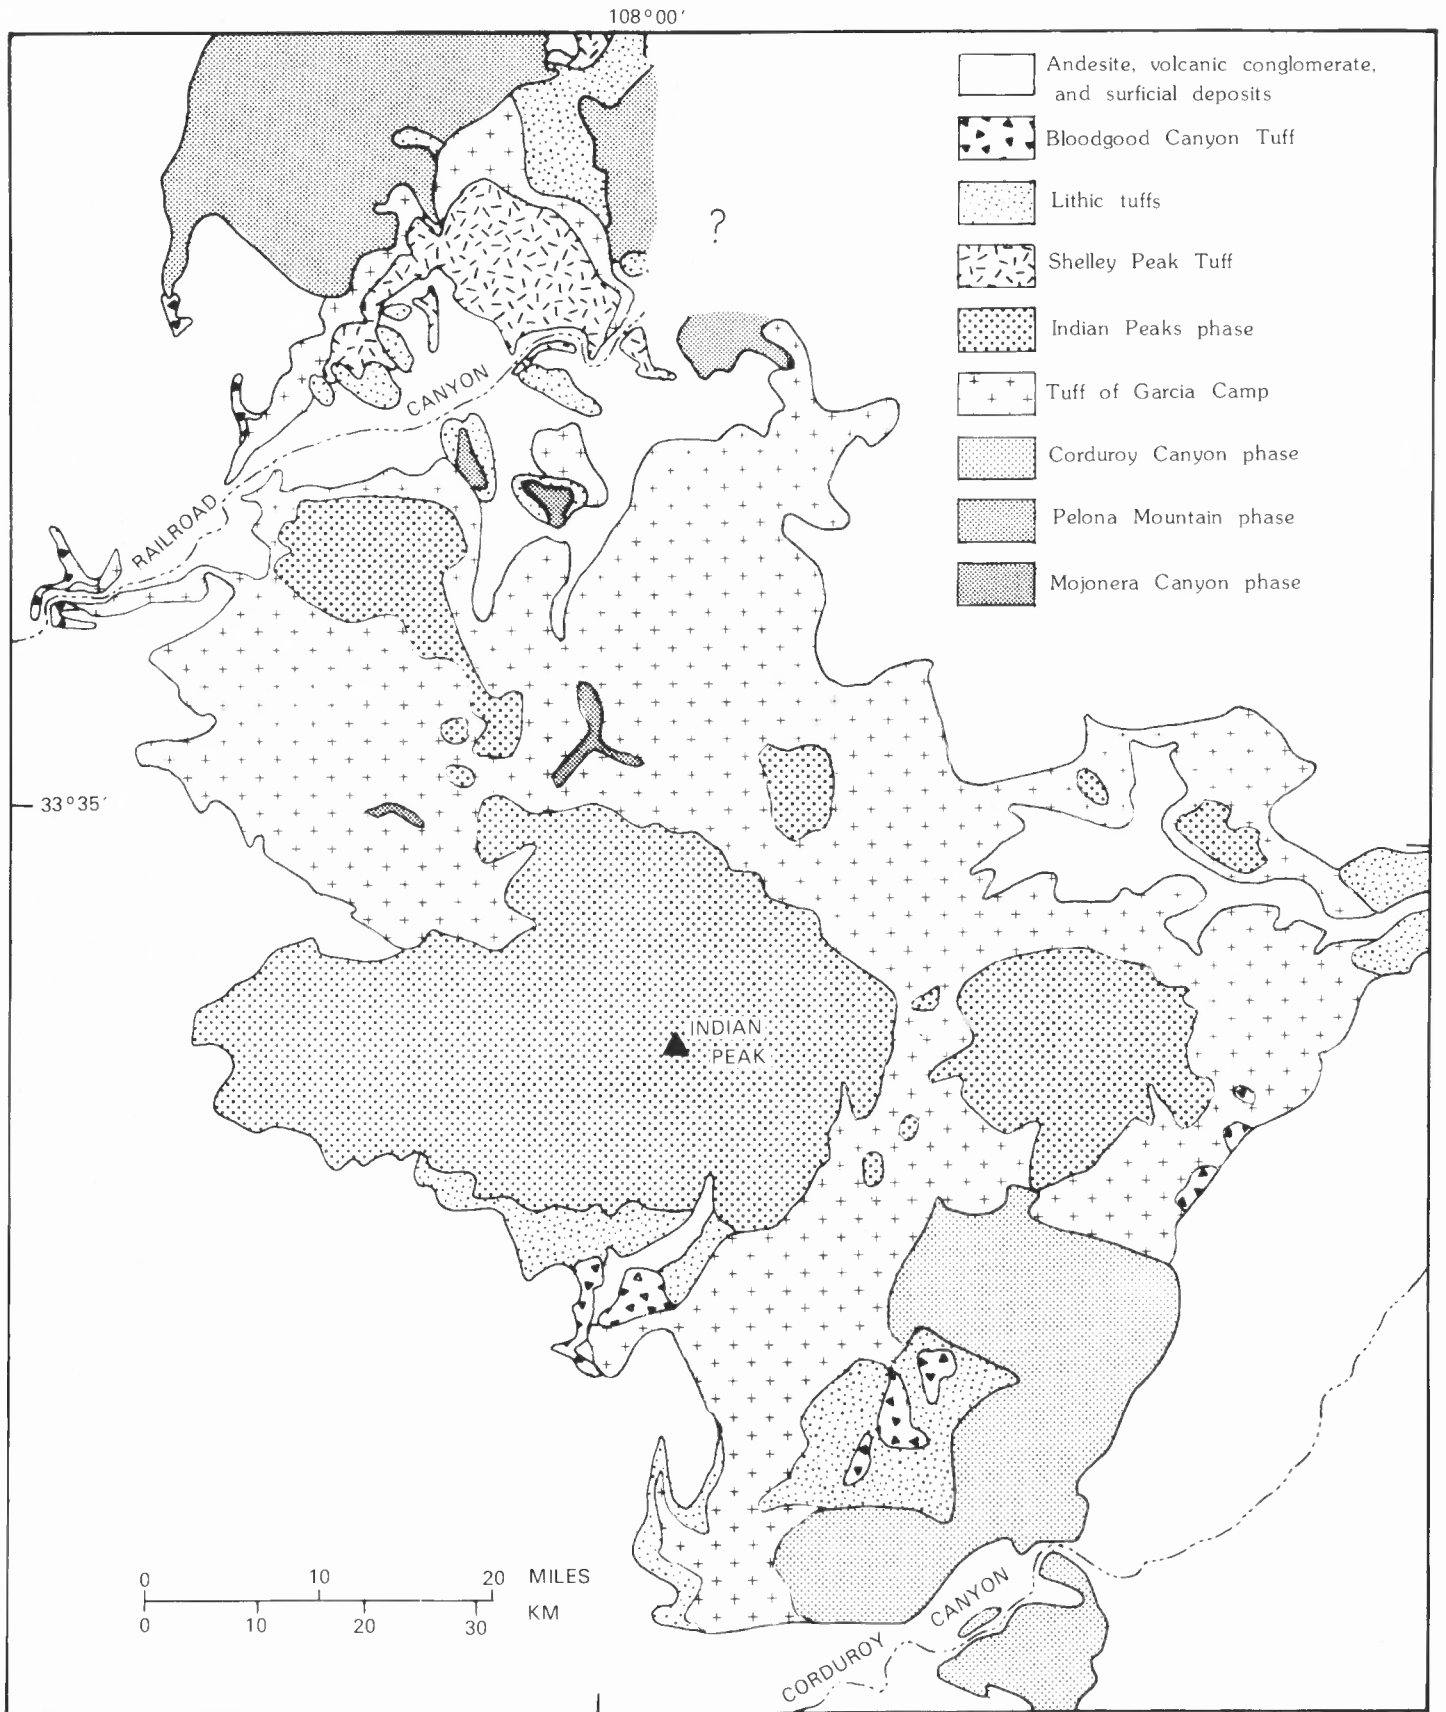 108°00′
Andesite, volcanic conglomerate,
and surficial deposits
Bloodgood Canyon Tuff
Lithic tuffs
?
Shelley Peak Tuff
Indian Peaks phase
Tuff of Garcia Camp
CANYON
Corduroy Canyon phase
RAILROAD
Pelona Mountain phase
Mojonera Canyon phase
33°35′
INDIAN
PEAK
0 10 20 MILES
KM
0 10 20 30
CANYON
CORDUROY